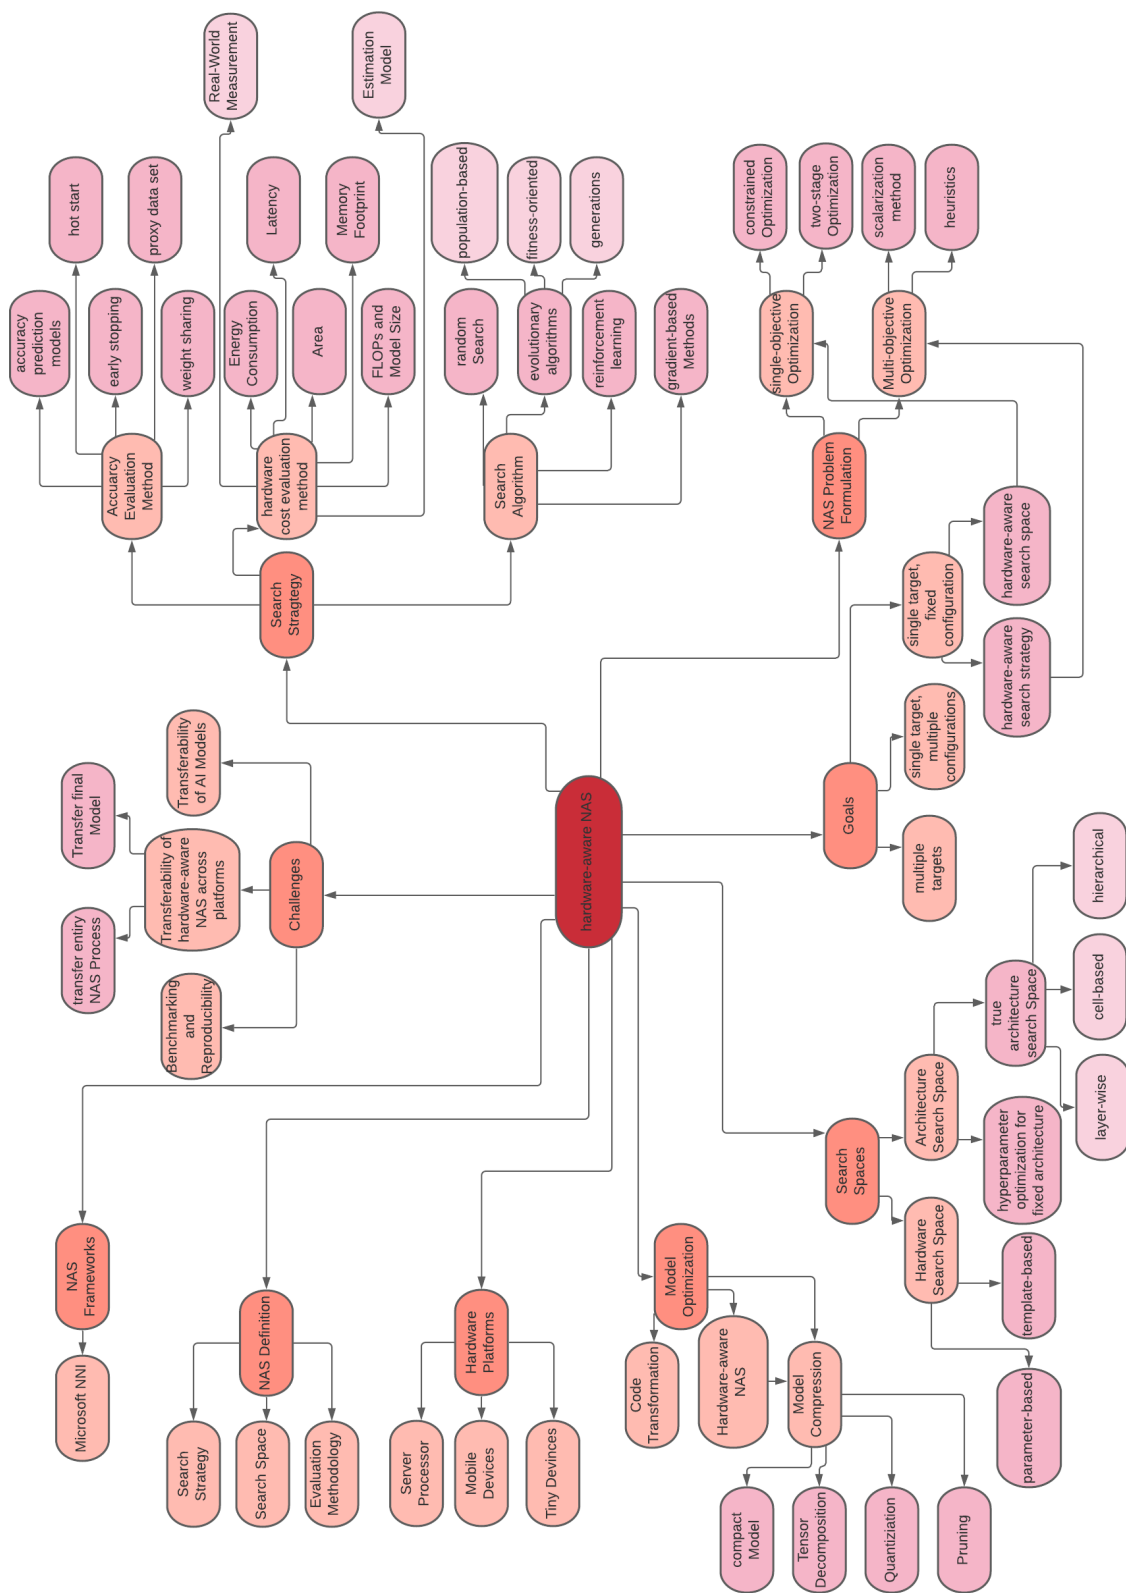 Real-World
Measurement
Estimation
Model
hot start
proxy data set
Latency
Memory
Footprint
population-based
fitness-oriented
generations
constrained
Optimization
two-stage
Optimization
scalarization
method
heuristics
accuracy
prediction
models
early stopping
weight sharing
Energy
Consumption
Area
FLOPs and
Model Size
random
Search
evolutionary
algorithms
reinforcement
learning
gradient-based
Methods
single-objective
Optimization
Multi-objective
Optimization
Accuarcy
Evaluation
Method
hardware
cost evaluation
method
Search
Algorithm
NAS Problem
Formulation
hardware-aware
search space
Search
Stragtegy
single target,
fixed
configuration
hardware-aware
search strategy
Transferability
of AI Models
single target,
multiple
configurations
Transfer final
Model
Transferability of
hardware-aware
NAS across
platforms
Challenges
hardware-aware NAS
Goals
multiple
targets
hierarchical
transfer entiry
NAS Process
true
architecture
search Space
cell-based
Benchmarking
and
Reproducibility
Architecture
Search Space
layer-wise
Search
Spaces
hyperparameter
optimization for
fixed architecture
NAS
Frameworks
Model
Optimization
Hardware
Search Space
template-based
NAS Definition
Hardware
Platforms
Microsoft NNI
Code
Transformation
Hardware-aware
NAS
Model
Compression
parameter-based
Search
Strategy
Search Space
Evaluation
Methodology
Server
Processor
Mobile
Devices
Tiny Devinces
compact
Model
Tensor
Decomposition
Quantiziation
Pruning